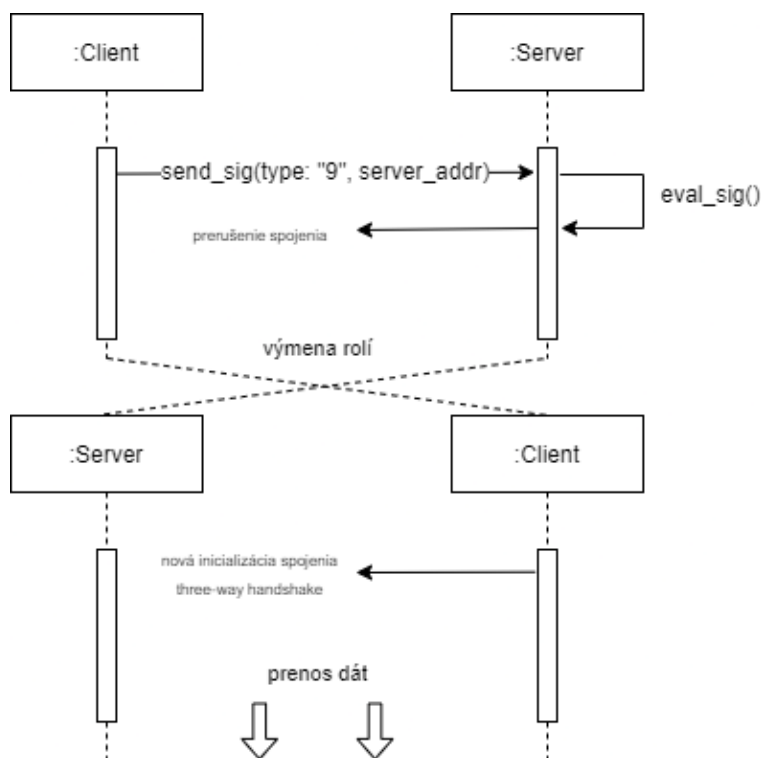 :Client
:Server
send_sig(type: "9", server_addr)
eval_sig()
prerušenie spojenia
výmena rolí
:Server
:Client
nová inicializácia spojenia
three-way handshake
prenos dát